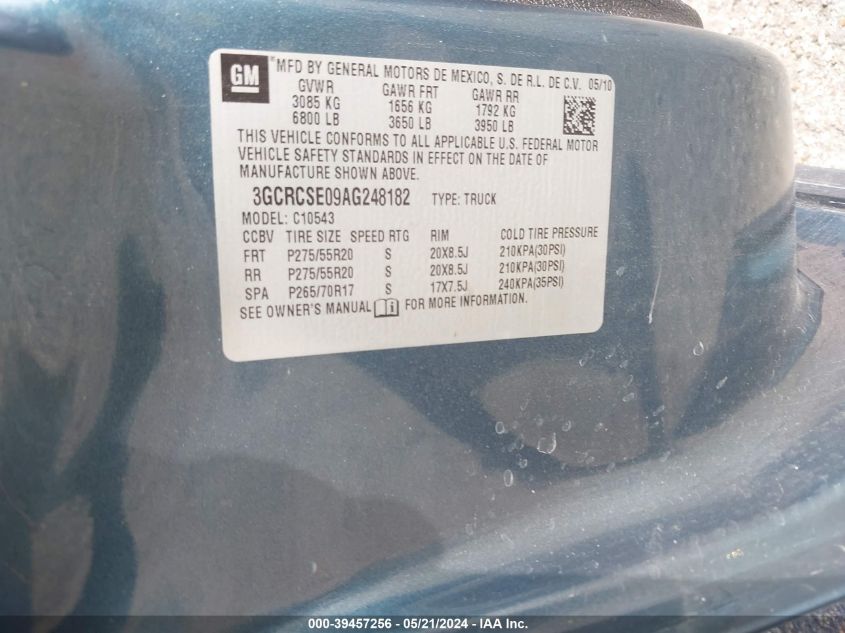 GM
*MFD BY GENERAL MOTORS DE MEXICO, S. DE R.L. DE C.V. 05/10
GVWR GAWR FRT GAWR RR
3085 KG 1656 KG 1792 KG
6800 LB 3650 LB 3950 LB
THIS VEHICLE CONFORMS TO ALL APPLICABLE U.S. FEDERAL MOTOR
VEHICLE SAFETY STANDARDS IN EFFECT ON THE DATE OF
MANUFACTURE SHOWN ABOVE.
3GCRCSE09AG248182 TYPE: TRUCK
MODEL: C10543
CCBV TIRE SIZE SPEED RTG RIM COLD TIRE PRESSURE
FRT P275/55R20 S 20X8.5J 210KPA(30PSI)
RR P275/55R20 S 20X8.5J 210KPA(30PSI)
SPA P265/70R17 S 17X7.5J 240KPA(35PSI)
SEE OWNER'S MANUAL FOR MORE INFORMATION.
000-39457256 - 05/21/2024 - IAA, Inc.